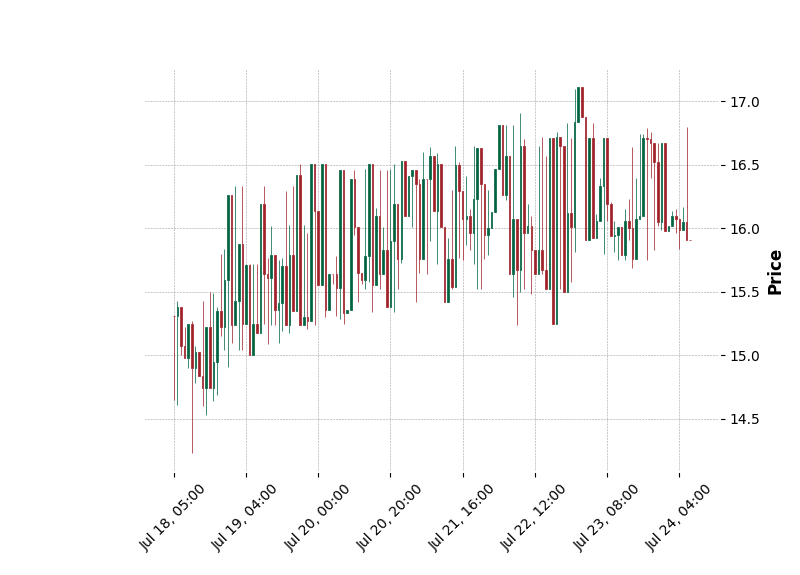 17.0
16.5
16.0
15.5
15.0
14.5
Price
Jul 18, 05:00
Jul 19, 04:00
Jul 20, 00:00
Jul 20, 20:00
Jul 21, 16:00
Jul 22, 12:00
Jul 23, 08:00
Jul 24, 04:00